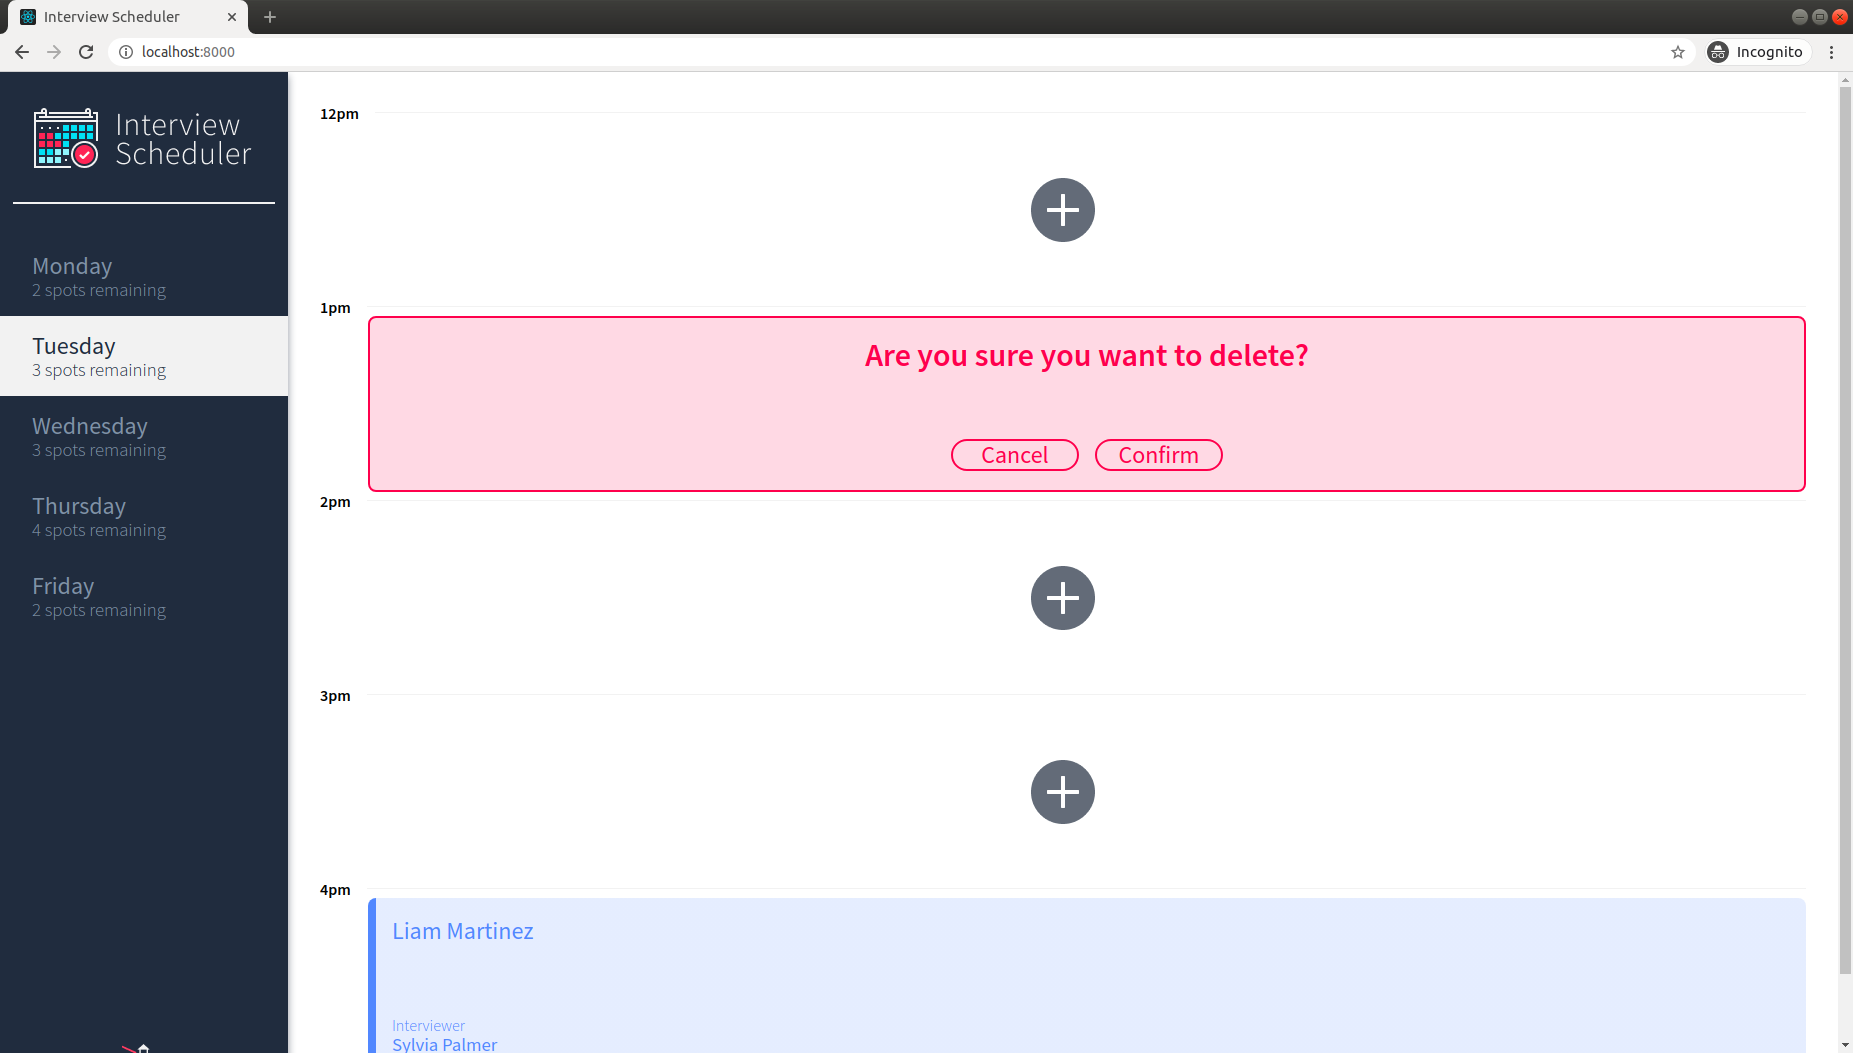 Interview Scheduler
localhost:8000
Incognito
Interview
Scheduler
Monday
2 spots remaining
Tuesday
3 spots remaining
Wednesday
3 spots remaining
Thursday
4 spots remaining
Friday
2 spots remaining
12pm
1pm
Are you sure you want to delete?
Cancel Confirm
2pm
3pm
4pm
Liam Martinez
Interviewer
Sylvia Palmer